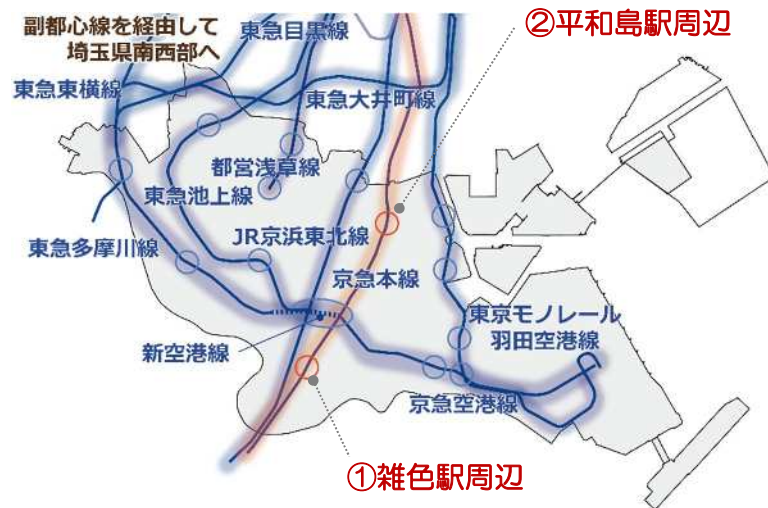 副都心線を経由して
埼玉県南西部へ
東急目黒線
②平和島駅周辺
東急東横線
東急大井町線
都営浅草線
東急池上線
JR京浜東北線
東急多摩川線
京急本線
東京モノレール
羽田空港線
新空港線
京急空港線
①雑色駅周辺